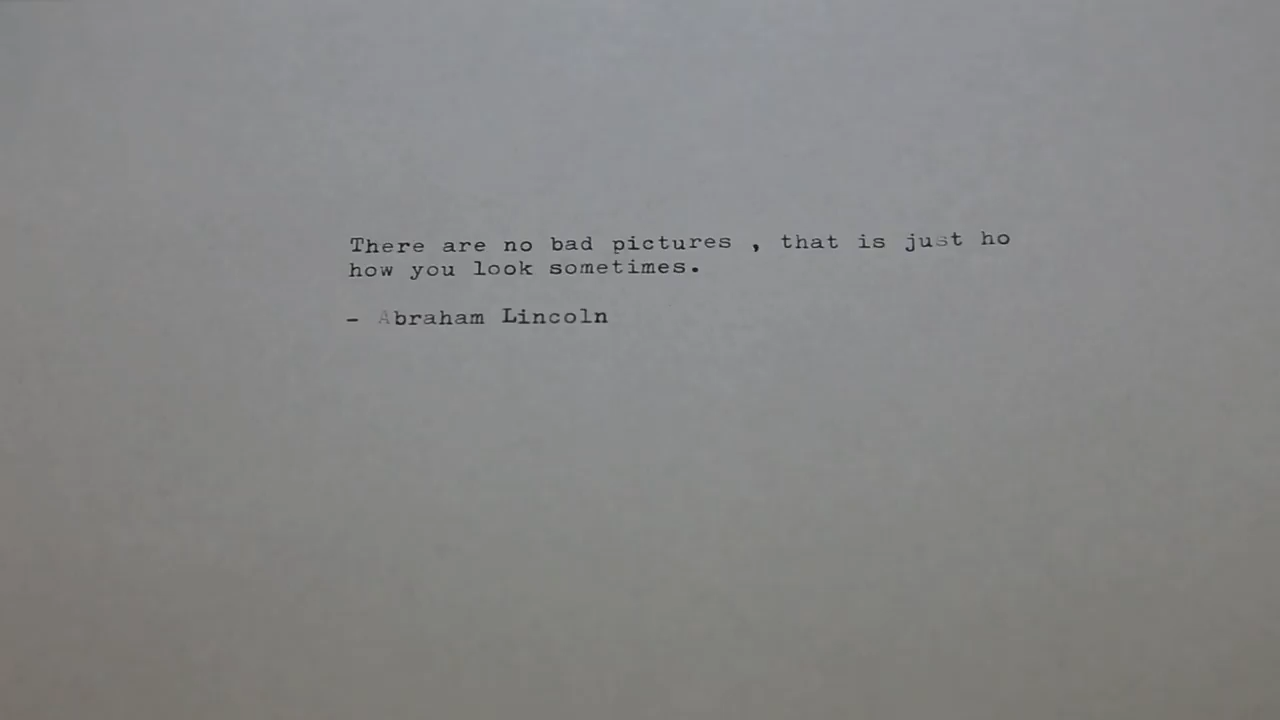 There are no bad pictures , that is just ho
how you look sometimes.
- Abraham Lincoln